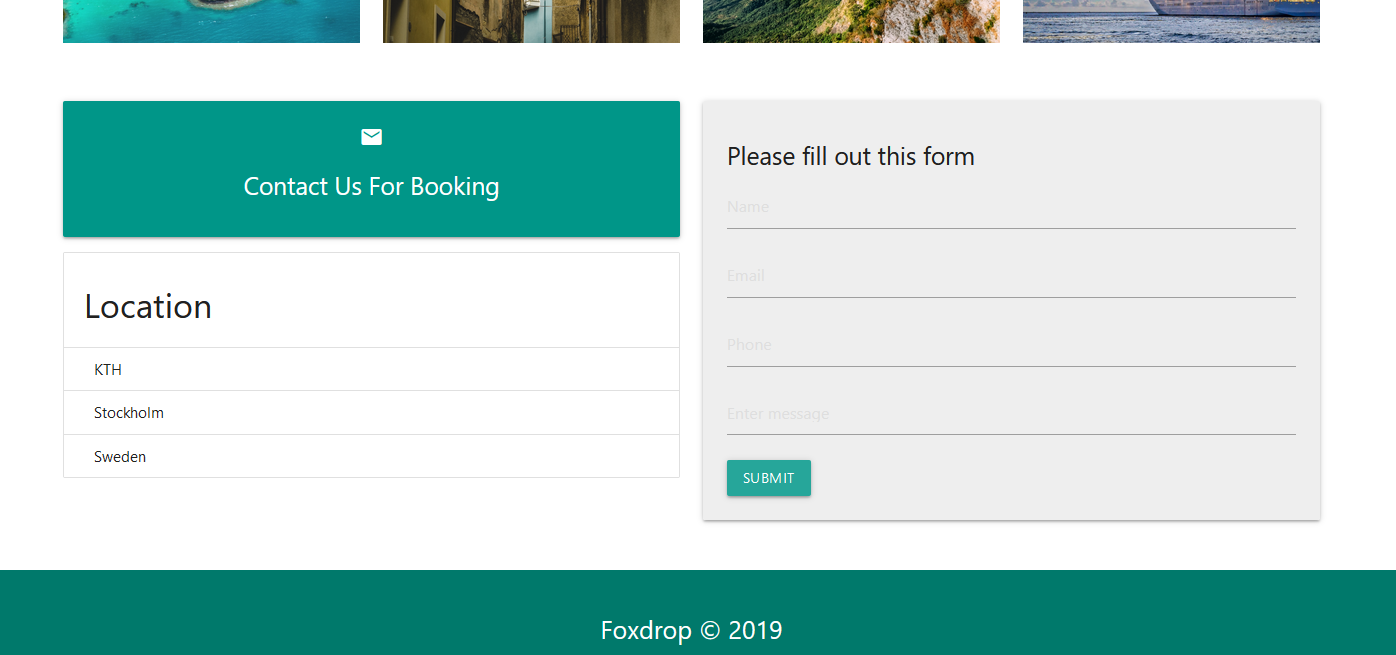 Contact Us For Booking
Location
KTH
Stockholm
Sweden
Please fill out this form
Name
Email
Phone
Enter message
SUBMIT
Foxdrop © 2019